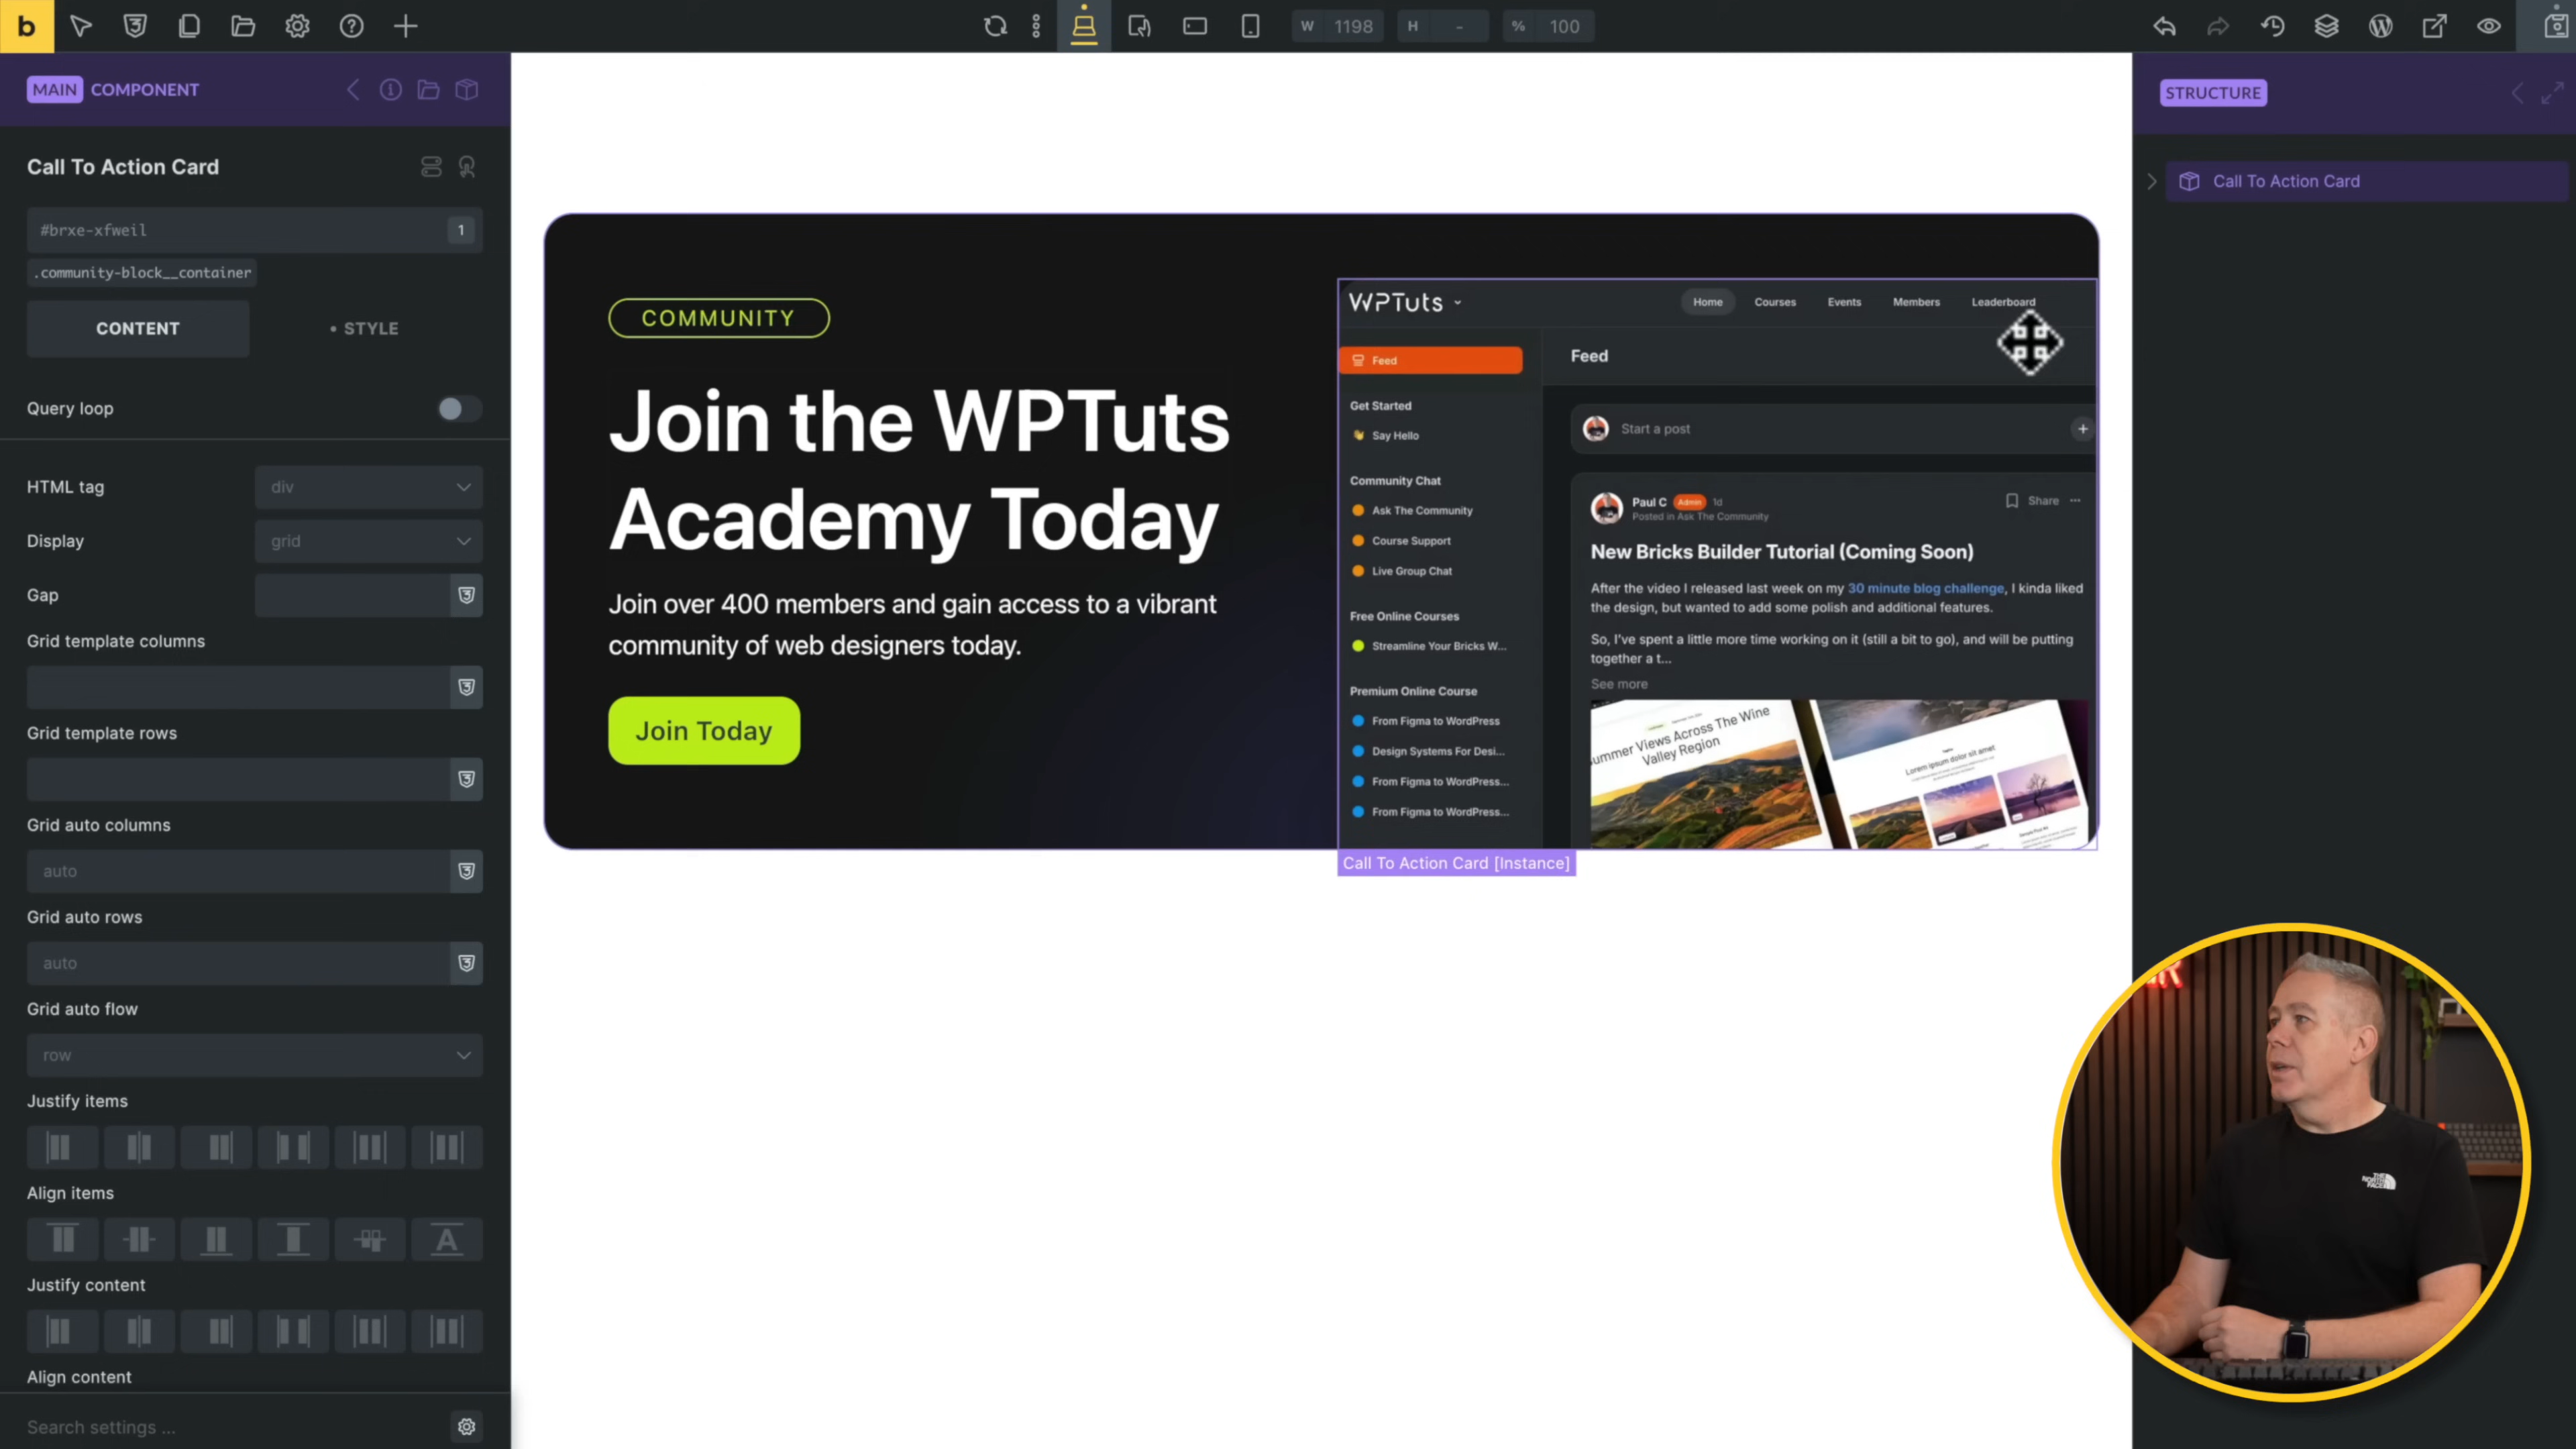 b
W 1198
H -
% 100
MAIN COMPONENT
Call To Action Card
#brxe-xfweil
1
.community-block__container
CONTENT
• STYLE
Query loop
HTML tag
div
Display
grid
Gap
Grid template columns
Grid template rows
Grid auto columns
auto
Grid auto rows
auto
Grid auto flow
row
Justify items
Align items
A
Justify content
Align content
Search settings ...
COMMUNITY
Join the WPTuts
Academy Today
Join over 400 members and gain access to a vibrant
community of web designers today.
Join Today
WPTuts
Home
Courses
Events
Members
Leaderboard
Feed
Get Started
Say Hello
Community Chat
Ask The Community
Course Support
Live Group Chat
Free Online Courses
Streamline Your Bricks W...
Premium Online Course
From Figma to WordPress
Design Systems For Desi...
From Figma to WordPress...
From Figma to WordPress...
Feed
Start a post
Paul C Admin 1d
Posted in Ask The Community
Share ...
New Bricks Builder Tutorial (Coming Soon)
After the video I released last week on my 30 minute blog challenge, I kinda liked
the design, but wanted to add some polish and additional features.
So, I've spent a little more time working on it (still a bit to go), and will be putting
together a t...
See more
ummer Views Across The Wine
Valley Region
Lorem ipsum dolor sit amet
Call To Action Card [Instance]
STRUCTURE
Call To Action Card
THE
NORTH
FACE